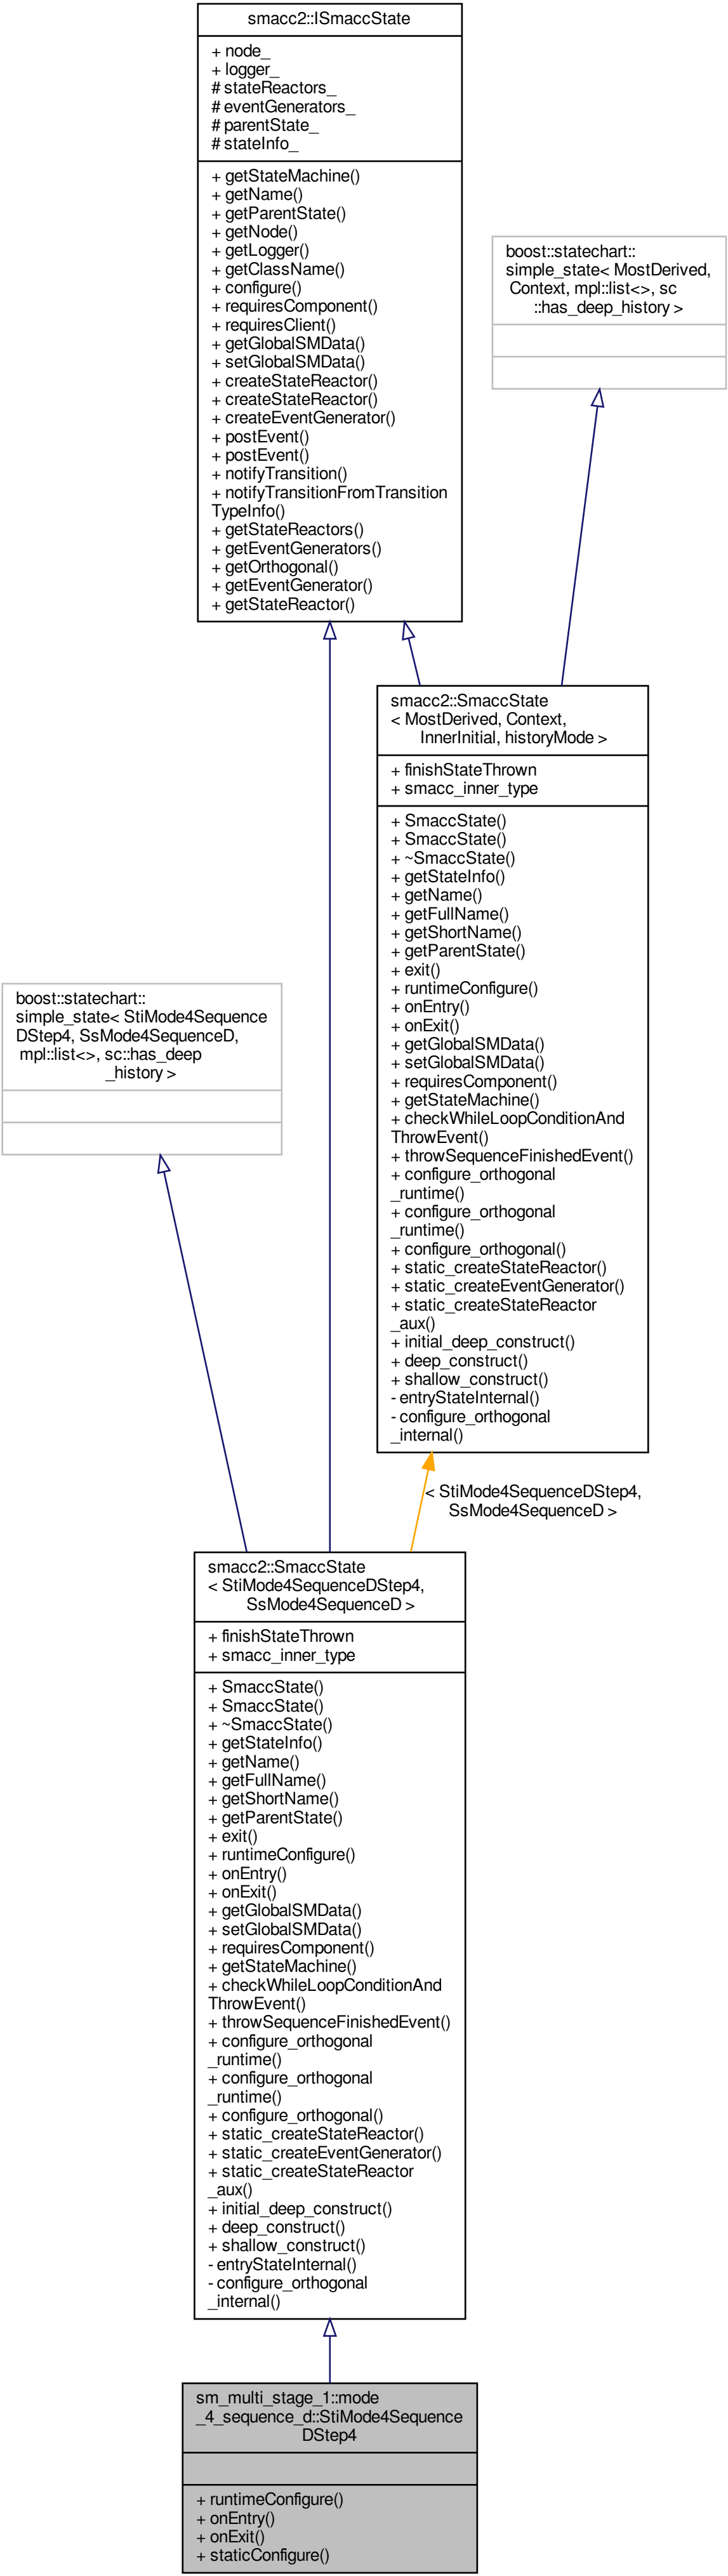 smacc2::ISmaccState
+ node_
+ logger_
# stateReactors_
# eventGenerators_
# parentState_
# stateInfo_
+ getStateMachine()
+ getName()
+ getParentState()
+ getNode()
+ getLogger()
+ getClassName()
+ configure()
+ requiresComponent()
+ requiresClient()
+ getGlobalSMData()
+ setGlobalSMData()
+ createStateReactor()
+ createStateReactor()
+ createEventGenerator()
+ postEvent()
+ postEvent()
+ notifyTransition()
+ notifyTransitionFromTransition
TypeInfo()
+ getStateReactors()
+ getEventGenerators()
+ getOrthogonal()
+ getEventGenerator()
+ getStateReactor()
boost::statechart::
simple_state< MostDerived,
Context, mpl::list<>, sc
::has_deep_history >
smacc2::SmaccState
< MostDerived, Context,
InnerInitial, historyMode >
+ finishStateThrown
+ smacc_inner_type
+ SmaccState()
+ SmaccState()
+ ~SmaccState()
+ getStateInfo()
+ getName()
+ getFullName()
+ getShortName()
+ getParentState()
+ exit()
+ runtimeConfigure()
+ onEntry()
+ onExit()
+ getGlobalSMData()
+ setGlobalSMData()
+ requiresComponent()
+ getStateMachine()
+ checkWhileLoopConditionAnd
ThrowEvent()
+ throwSequenceFinishedEvent()
+ configure_orthogonal
_runtime()
+ configure_orthogonal
_runtime()
+ configure_orthogonal()
+ static_createStateReactor()
+ static_createEventGenerator()
+ static_createStateReactor
_aux()
+ initial_deep_construct()
+ deep_construct()
+ shallow_construct()
- entryStateInternal()
- configure_orthogonal
_internal()
boost::statechart::
simple_state< StiMode4Sequence
DStep4, SsMode4SequenceD,
mpl::list<>, sc::has_deep
_history >
< StiMode4SequenceDStep4,
SsMode4SequenceD >
smacc2::SmaccState
< StiMode4SequenceDStep4,
SsMode4SequenceD >
+ finishStateThrown
+ smacc_inner_type
+ SmaccState()
+ SmaccState()
+ ~SmaccState()
+ getStateInfo()
+ getName()
+ getFullName()
+ getShortName()
+ getParentState()
+ exit()
+ runtimeConfigure()
+ onEntry()
+ onExit()
+ getGlobalSMData()
+ setGlobalSMData()
+ requiresComponent()
+ getStateMachine()
+ checkWhileLoopConditionAnd
ThrowEvent()
+ throwSequenceFinishedEvent()
+ configure_orthogonal
_runtime()
+ configure_orthogonal
_runtime()
+ configure_orthogonal()
+ static_createStateReactor()
+ static_createEventGenerator()
+ static_createStateReactor
_aux()
+ initial_deep_construct()
+ deep_construct()
+ shallow_construct()
- entryStateInternal()
- configure_orthogonal
_internal()
sm_multi_stage_1::mode
_4_sequence_d::StiMode4Sequence
DStep4
+ runtimeConfigure()
+ onEntry()
+ onExit()
+ staticConfigure()